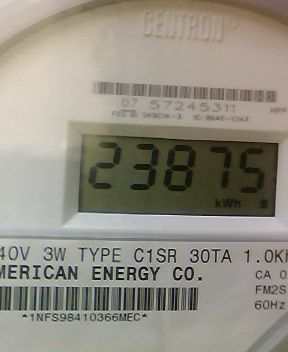 CENTRON
07 57245311
23875
kWh
40V 3W TYPE C1SR 30TA 1.0Kh
MERICAN ENERGY CO.
CA 0
FM2S
60Hz
*1NFS98410366MEC*